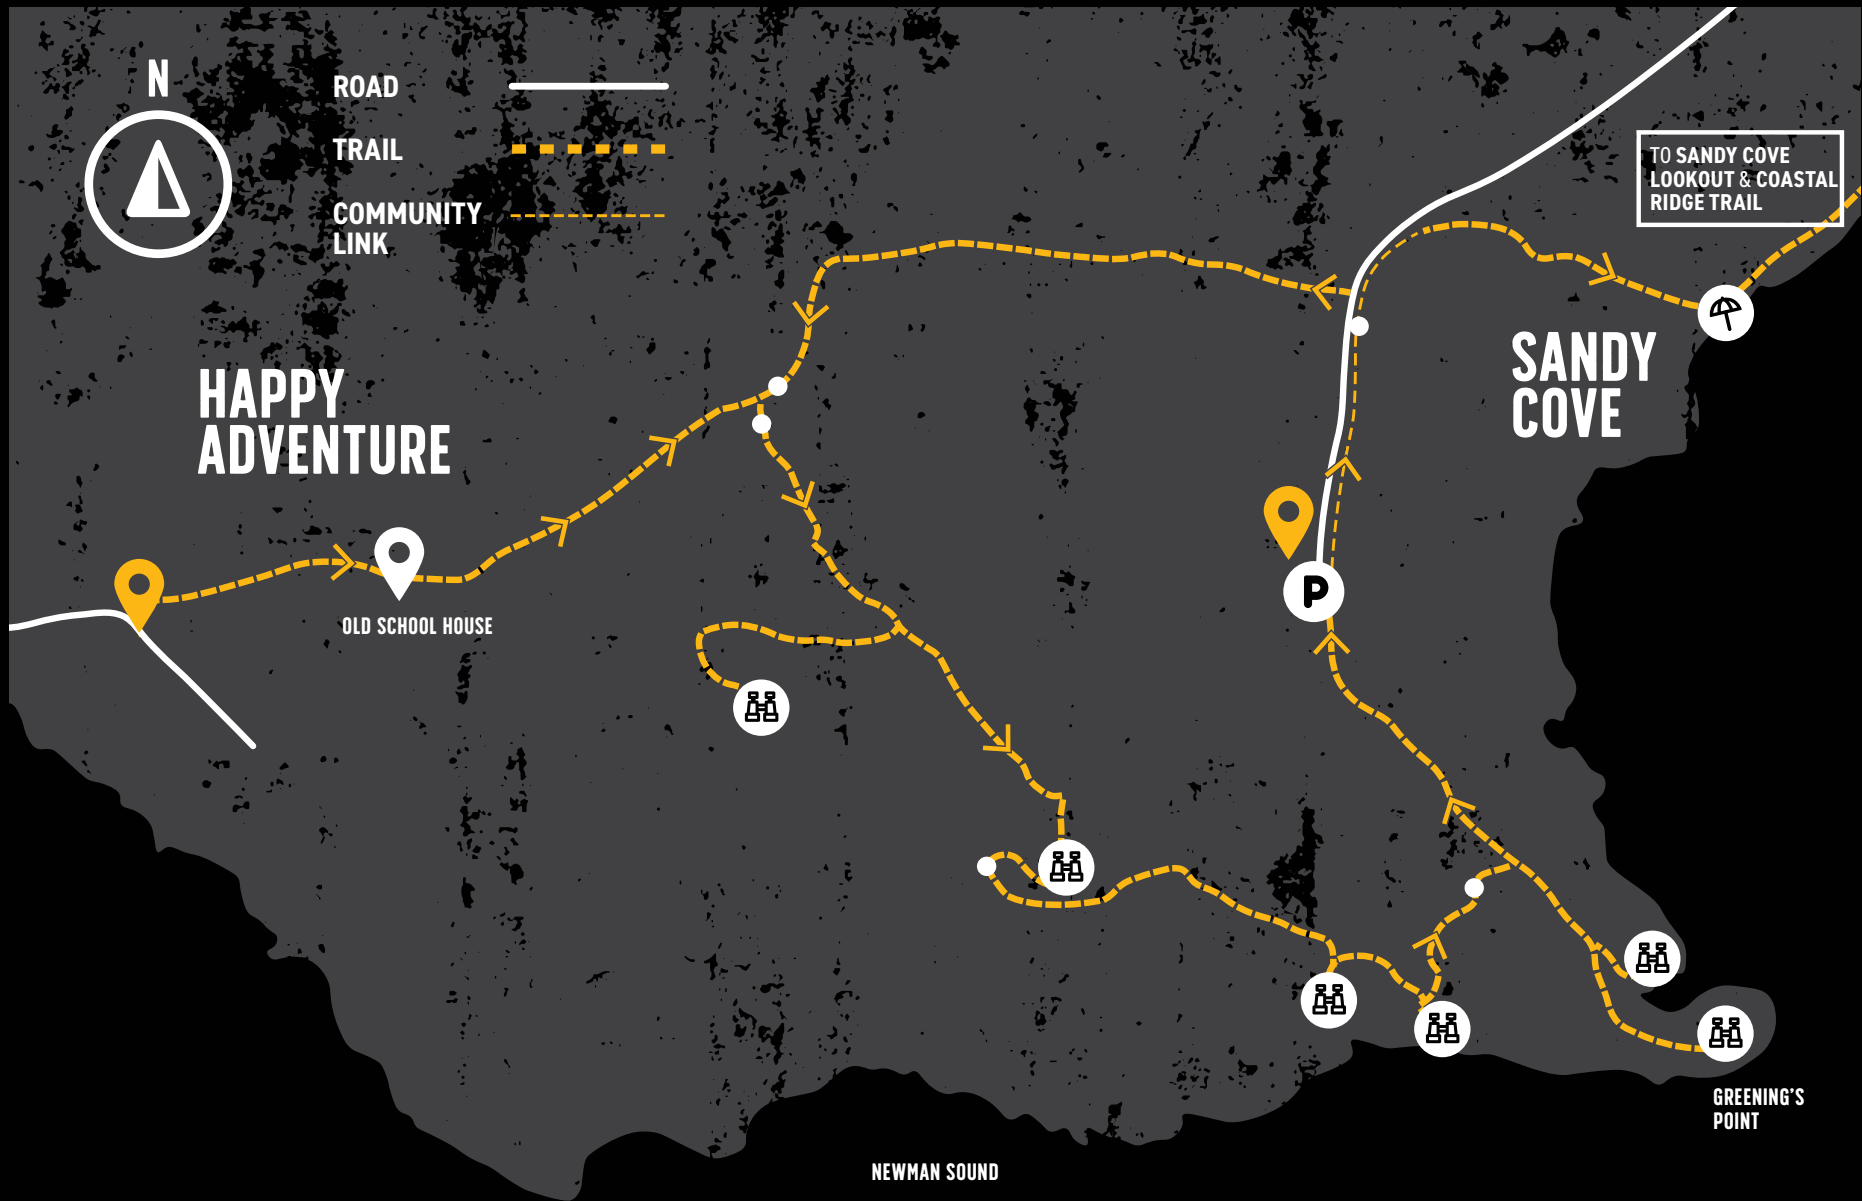 N
ROAD
TRAIL
COMMUNITY
LINK
TO SANDY COVE
LOOKOUT & COASTAL
RIDGE TRAIL
HAPPY
ADVENTURE
SANDY
COVE
OLD SCHOOL HOUSE
P
GREENING'S
POINT
NEWMAN SOUND